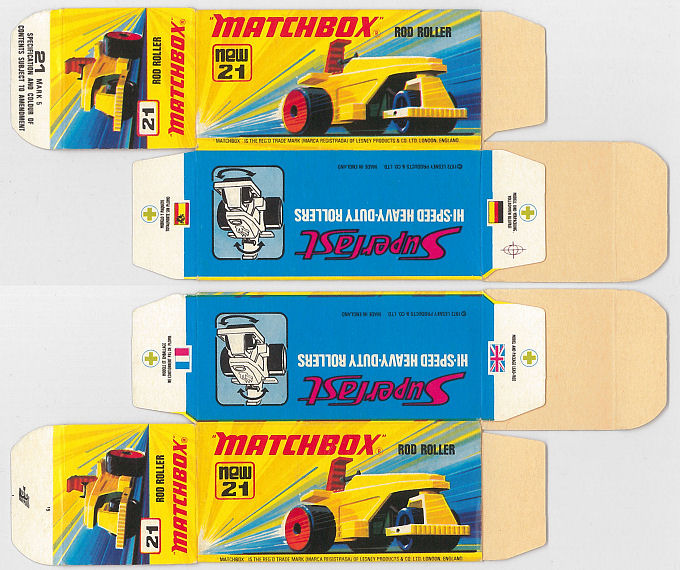 "MATCHBOX"®
ROD ROLLER
new
21
"MATCHBOX" IS THE REG'D TRADE MARK (MARCA REGISTRADA) OF LESNEY PRODUCTS & CO. LTD. LONDON, ENGLAND.
21 MARK 5
SPECIFICATION AND COLOUR OF
CONTENTS SUBJECT TO AMENDMENT
ROD ROLLER
21
"MATCHBOX"®
©1972 LESNEY PRODUCTS & CO. LTD. MADE IN ENGLAND
Superfast
HI-SPEED HEAVY-DUTY ROLLERS
©1972 LESNEY PRODUCTS & CO. LTD. MADE IN ENGLAND
Superfast
HI-SPEED HEAVY-DUTY ROLLERS
"MATCHBOX"®
ROD ROLLER
new
21
"MATCHBOX" IS THE REG'D TRADE MARK (MARCA REGISTRADA) OF LESNEY PRODUCTS & CO. LTD. LONDON, ENGLAND.
ROD ROLLER
21
"MATCHBOX"®